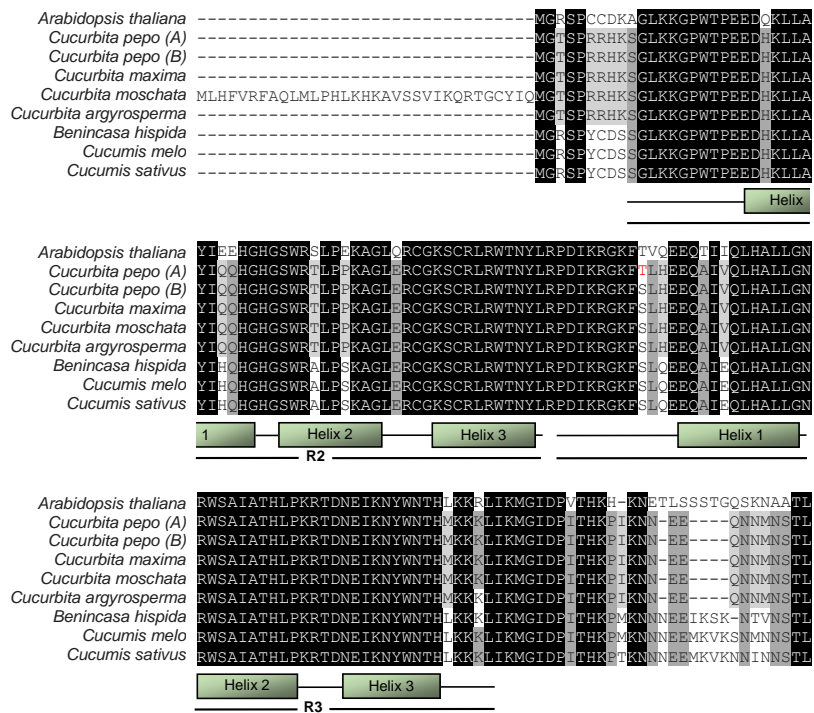 Arabidopsis thaliana ---------------------------------MGRSPCCDKAGLKKGPWTPEEDQKLLA
Cucurbita pepo (A) ---------------------------------MGTSPRRHKSGLKKGPWTPEEDHKLLA
Cucurbita pepo (B) ---------------------------------MGTSPRRHKSGLKKGPWTPEEDHKLLA
Cucurbita maxima ---------------------------------MGTSPRRHKSGLKKGPWTPEEDHKLLA
Cucurbita moschata MLHFVRFAQLMLPHLKHKAVSSVIKQRTGCYIQMGTSPRRHKSGLKKGPWTPEEDHKLLA
Cucurbita argyrosperma ---------------------------------MGTSPRRHKSGLKKGPWTPEEDHKLLA
Benincasa hispida ---------------------------------MGRSPYCDSSGLKKGPWTPEEDHKLLA
Cucumis melo ---------------------------------MGRSPYCDSSGLKKGPWTPEEDHKLLA
Cucumis sativus ---------------------------------MGRSPYCDSSGLKKGPWTPEEDHKLLA
Helix
Arabidopsis thaliana YIEEHGHGSWRSLPEKAGLQRCGKSCRLRWTNYLRPDIKRGKFTVQEEQTIIQLHALLGN
Cucurbita pepo (A) YIQQHGHGSWRTLPPKAGLERCGKSCRLRWTNYLRPDIKRGKFTLHEEQAIVQLHALLGN
Cucurbita pepo (B) YIQQHGHGSWRTLPPKAGLERCGKSCRLRWTNYLRPDIKRGKFSLHEEQAIVQLHALLGN
Cucurbita maxima YIQQHGHGSWRTLPPKAGLERCGKSCRLRWTNYLRPDIKRGKFSLHEEQAIVQLHALLGN
Cucurbita moschata YIQQHGHGSWRTLPPKAGLERCGKSCRLRWTNYLRPDIKRGKFSLHEEQAIVQLHALLGN
Cucurbita argyrosperma YIQQHGHGSWRTLPPKAGLERCGKSCRLRWTNYLRPDIKRGKFSLHEEQAIVQLHALLGN
Benincasa hispida YIHQHGHGSWRALPSKAGLERCGKSCRLRWTNYLRPDIKRGKFSLQEEQAIEQLHALLGN
Cucumis melo YIHQHGHGSWRALPSKAGLERCGKSCRLRWTNYLRPDIKRGKFSLQEEQAIEQLHALLGN
Cucumis sativus YIHQHGHGSWRALPSKAGLERCGKSCRLRWTNYLRPDIKRGKFSLQEEQAIEQLHALLGN
1 Helix 2 Helix 3 Helix 1
R2
Arabidopsis thaliana RWSAIATHLPKRTDNEIKNYWNTHLKKRLIKMGIDPVTHKH-KNETLSSSTGQSKNAATL
Cucurbita pepo (A) RWSAIATHLPKRTDNEIKNYWNTHMKKKLIKMGIDPITHKPIKNN-EE----QNNMNSTL
Cucurbita pepo (B) RWSAIATHLPKRTDNEIKNYWNTHMKKKLIKMGIDPITHKPIKNN-EE----QNNMNSTL
Cucurbita maxima RWSAIATHLPKRTDNEIKNYWNTHMKKKLIKMGIDPITHKPIKNN-EE----QNNMNSTL
Cucurbita moschata RWSAIATHLPKRTDNEIKNYWNTHMKKKLIKMGIDPITHKPIKNN-EE----QNNMNSTL
Cucurbita argyrosperma RWSAIATHLPKRTDNEIKNYWNTHMKKKLIKMGIDPITHKPIKNN-EE----QNNMNSTL
Benincasa hispida RWSAIATHLPKRTDNEIKNYWNTHLKKKLIKMGIDPITHKPMKNNNEEIKSK-NTVNSTL
Cucumis melo RWSAIATHLPKRTDNEIKNYWNTHLKKKLIKMGIDPITHKPMKNNNEEMKVKSNMNNSTL
Cucumis sativus RWSAIATHLPKRTDNEIKNYWNTHLKKKLIKMGIDPITHKPTKNNNEEMKVKNNINNSTL
Helix 2 Helix 3
R3